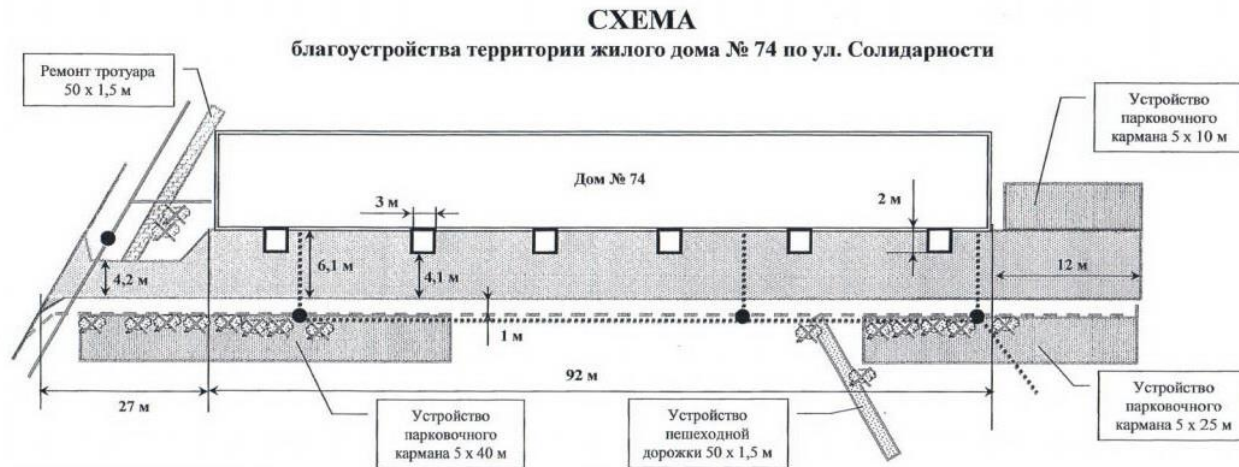 СХЕМА
благоустройства территории жилого дома № 74 по ул. Солидарности
Ремонт тротуара
50 х 1,5 м
Устройство
парковочного
кармана 5 х 10 м
Дом № 74
3 м
2 м
4,2 м
6,1 м
4,1 м
12 м
1 м
92 м
27 м
Устройство
парковочного
кармана 5 х 40 м
Устройство
пешеходной
дорожки 50 х 1,5 м
Устройство
парковочного
кармана 5 х 25 м